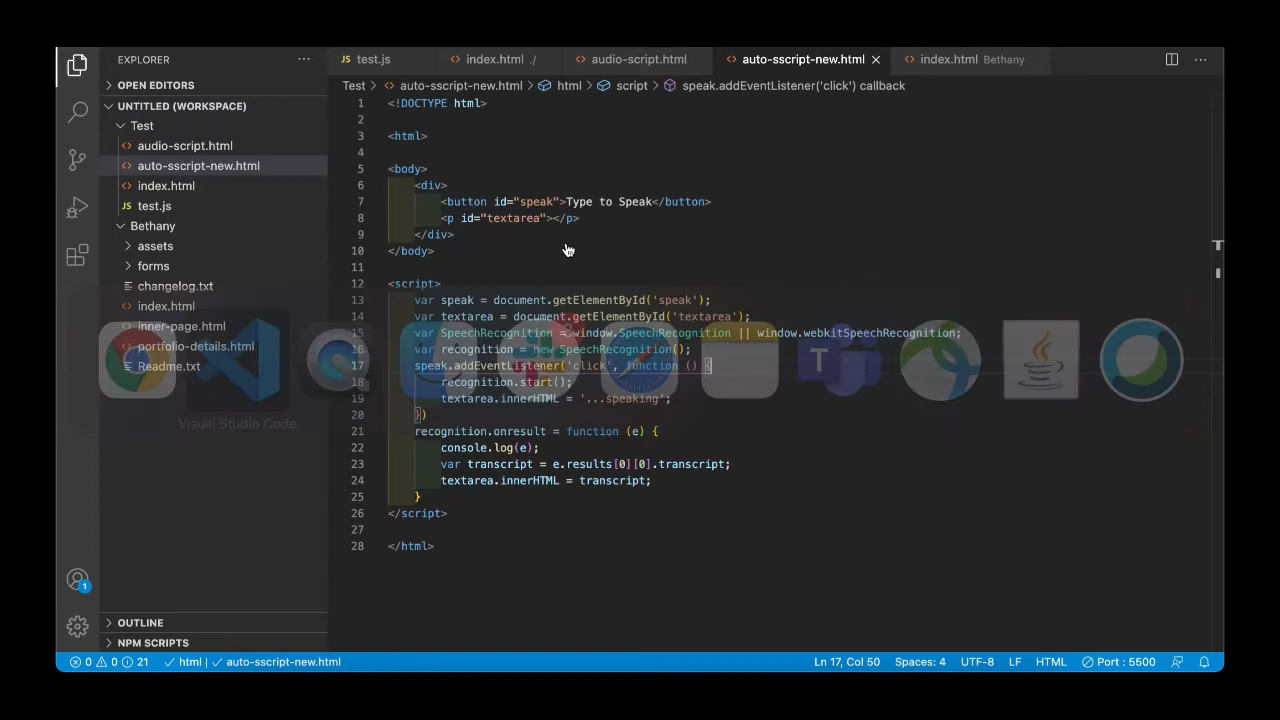 EXPLORER
OPEN EDITORS
UNTITLED (WORKSPACE)
Test
audio-script.html
auto-sscript-new.html
index.html
test.js
Bethany
assets
forms
changelog.txt
index.html
inner-page.html
portfolio-details.html
Readme.txt
OUTLINE
NPM SCRIPTS
JS test.js
index.html ./
audio-script.html
auto-sscript-new.html
index.html Bethany
Test > auto-sscript-new.html > html > script > speak.addEventListener('click') callback
1 <!DOCTYPE html>
2
3 <html>
4
5 <body>
6 <div>
7 <button id="speak">Type to Speak</button>
8 <p id="textarea"></p>
9 </div>
10 </body>
11
12 <script>
13 var speak = document.getElementById('speak');
14 var textarea = document.getElementById('textarea');
15 var SpeechRecognition = window.SpeechRecognition || window.webkitSpeechRecognition;
16 var recognition = new SpeechRecognition();
17 speak.addEventListener('click', function () {
18 recognition.start();
19 textarea.innerHTML = '...speaking';
20 })
21 recognition.onresult = function (e) {
22 console.log(e);
23 var transcript = e.results[0][0].transcript;
24 textarea.innerHTML = transcript;
25 }
26 </script>
27
28 </html>
Visual Studio Code
1
0 0 21 html | auto-sscript-new.html
Ln 17, Col 50 Spaces: 4 UTF-8 LF HTML Port : 5500